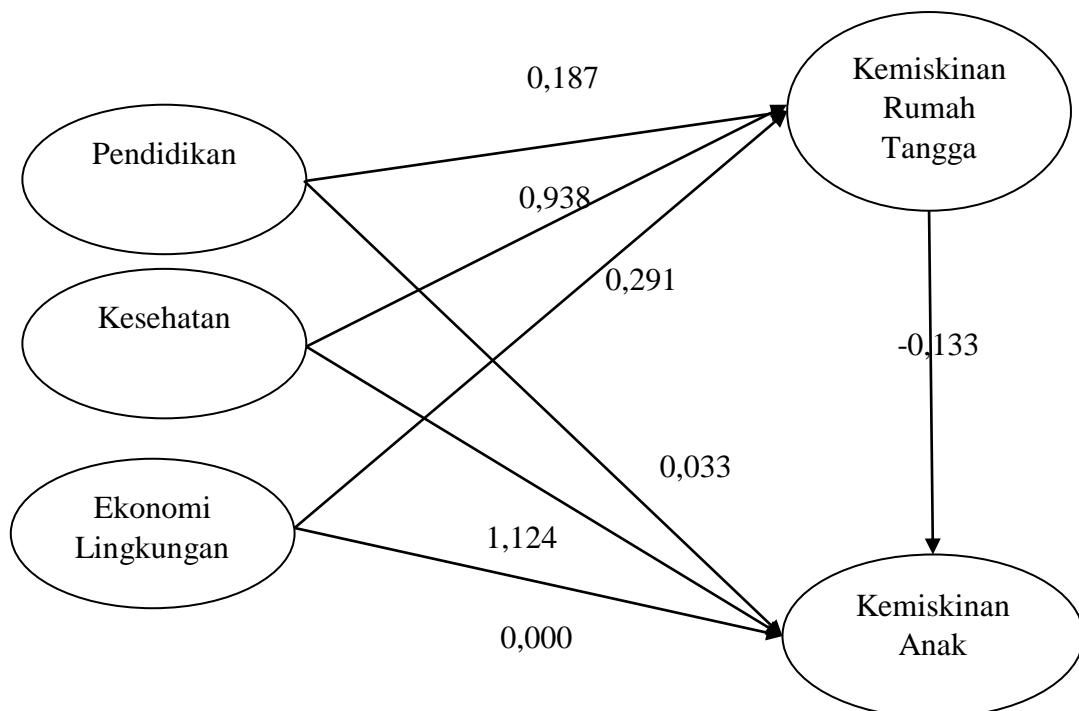 Kemiskinan
Rumah
Tangga
0,187
Pendidikan
0,938
0,291
Kesehatan
-0,133
0,033
Ekonomi
Lingkungan
1,124
Kemiskinan
Anak
0,000